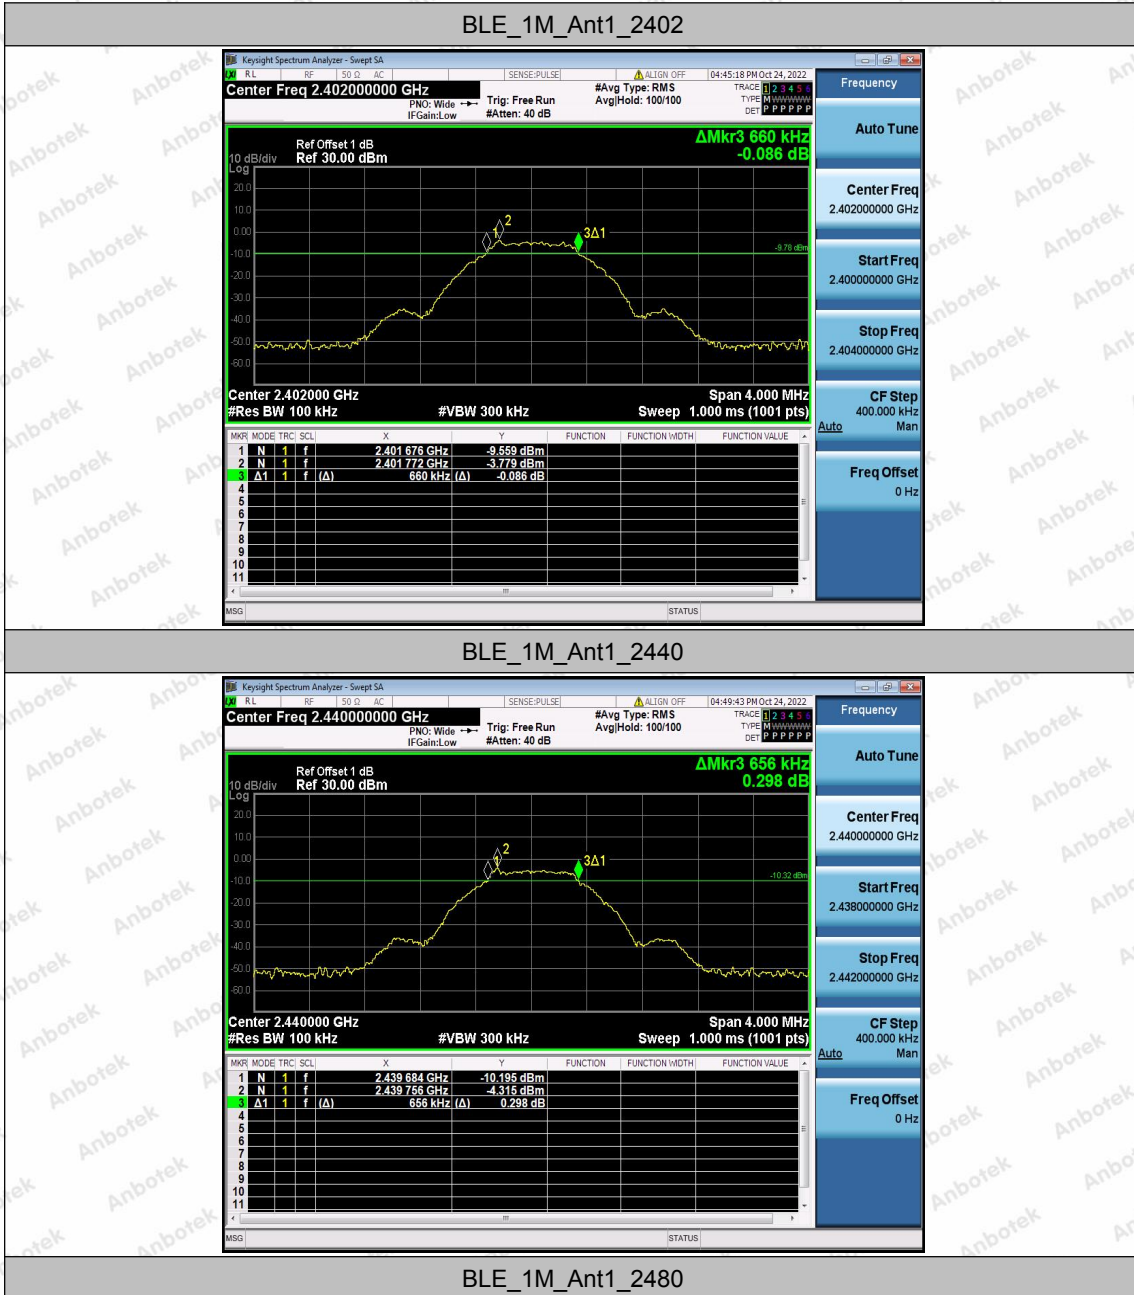 BLE_1M_Ant1_2402
Keysight Spectrum Analyzer - Swept SA
RL RF 50 Ω AC SENSE:PULSE ALIGN OFF 04:45:18 PM Oct 24, 2022
Center Freq 2.402000000 GHz
PNO: Wide
IFGain:Low
Trig: Free Run
#Atten: 40 dB
#Avg Type: RMS
Avg|Hold: 100/100
TRACE 1 2 3 4 5 6
TYPE M WWWWW
DET P P P P P P
Frequency
Auto Tune
Center Freq
2.402000000 GHz
Start Freq
2.400000000 GHz
Stop Freq
2.404000000 GHz
CF Step
400.000 kHz
Auto Man
Freq Offset
0 Hz
ΔMkr3 660 kHz
-0.086 dB
Ref Offset 1 dB
10 dB/div Ref 30.00 dBm
Log
20.0
10.0
0.00
-10.0
-20.0
-30.0
-40.0
-50.0
-60.0
1
2
3Δ1
-9.78 dBm
Center 2.402000 GHz Span 4.000 MHz
#Res BW 100 kHz #VBW 300 kHz Sweep 1.000 ms (1001 pts)
MKR MODE TRC SCL X Y FUNCTION FUNCTION WIDTH FUNCTION VALUE
1 N 1 f 2.401 676 GHz -9.559 dBm
2 N 1 f 2.401 772 GHz -3.779 dBm
3 Δ1 1 f (Δ) 660 kHz (Δ) -0.086 dB
4
5
6
7
8
9
10
11
MSG STATUS
BLE_1M_Ant1_2440
Keysight Spectrum Analyzer - Swept SA
RL RF 50 Ω AC SENSE:PULSE ALIGN OFF 04:49:43 PM Oct 24, 2022
Center Freq 2.440000000 GHz
PNO: Wide
IFGain:Low
Trig: Free Run
#Atten: 40 dB
#Avg Type: RMS
Avg|Hold: 100/100
TRACE 1 2 3 4 5 6
TYPE M WWWWW
DET P P P P P P
Frequency
Auto Tune
Center Freq
2.440000000 GHz
Start Freq
2.438000000 GHz
Stop Freq
2.442000000 GHz
CF Step
400.000 kHz
Auto Man
Freq Offset
0 Hz
ΔMkr3 656 kHz
0.298 dB
Ref Offset 1 dB
10 dB/div Ref 30.00 dBm
Log
20.0
10.0
0.00
-10.0
-20.0
-30.0
-40.0
-50.0
-60.0
1
2
3Δ1
-10.32 dBm
Center 2.440000 GHz Span 4.000 MHz
#Res BW 100 kHz #VBW 300 kHz Sweep 1.000 ms (1001 pts)
MKR MODE TRC SCL X Y FUNCTION FUNCTION WIDTH FUNCTION VALUE
1 N 1 f 2.439 684 GHz -10.195 dBm
2 N 1 f 2.439 756 GHz -4.315 dBm
3 Δ1 1 f (Δ) 656 kHz (Δ) 0.298 dB
4
5
6
7
8
9
10
11
MSG STATUS
BLE_1M_Ant1_2480
Anbotek